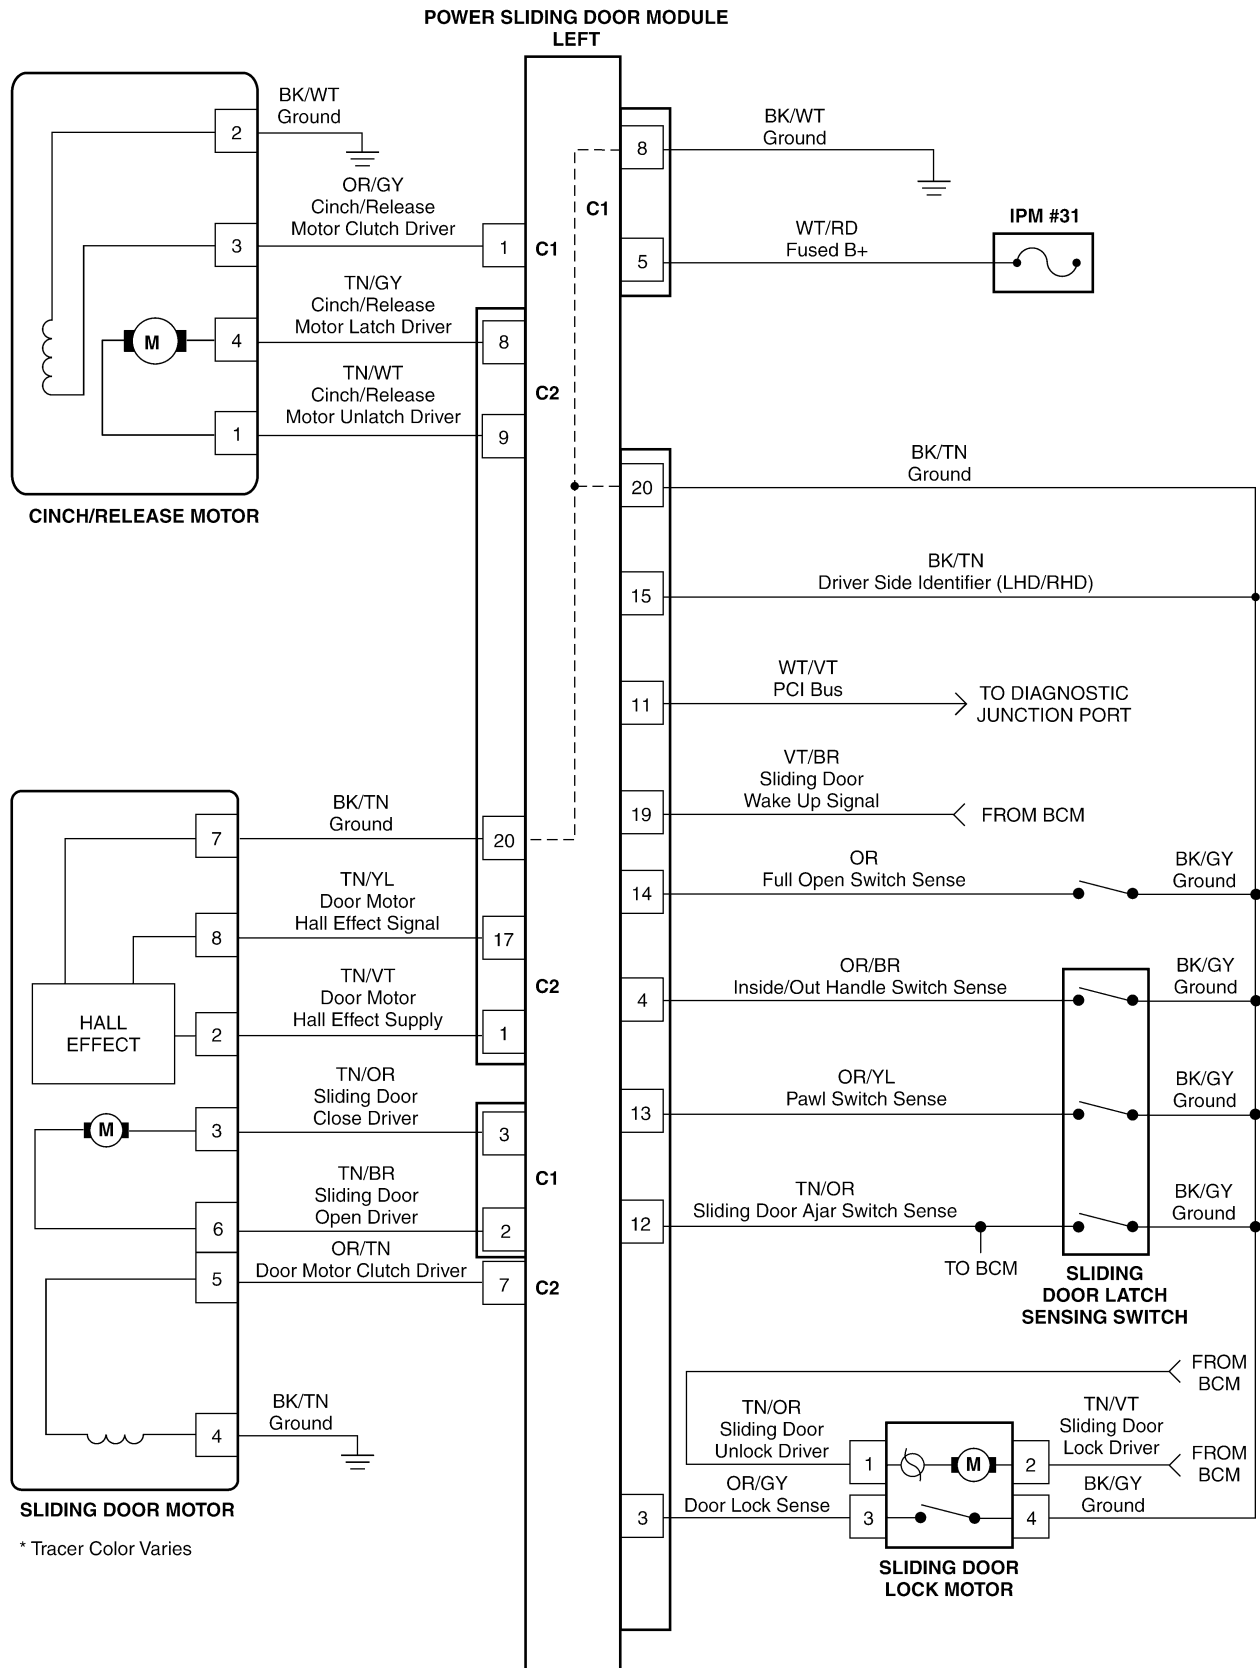 POWER SLIDING DOOR MODULE
LEFT
BK/WT
Ground
2
OR/GY
Cinch/Release
Motor Clutch Driver
3
1
C1
TN/GY
Cinch/Release
Motor Latch Driver
M
4
8
C2
TN/WT
Cinch/Release
Motor Unlatch Driver
1
9
CINCH/RELEASE MOTOR
BK/WT
Ground
8
C1
WT/RD
Fused B+
5
IPM #31
BK/TN
Ground
20
BK/TN
Driver Side Identifier (LHD/RHD)
15
WT/VT
PCI Bus
11
TO DIAGNOSTIC
JUNCTION PORT
VT/BR
Sliding Door
Wake Up Signal
19
FROM BCM
OR
Full Open Switch Sense
14
BK/GY
Ground
OR/BR
Inside/Out Handle Switch Sense
4
BK/GY
Ground
OR/YL
Pawl Switch Sense
13
BK/GY
Ground
TN/OR
Sliding Door Ajar Switch Sense
12
BK/GY
Ground
TO BCM
SLIDING
DOOR LATCH
SENSING SWITCH
BK/TN
Ground
7
20
TN/YL
Door Motor
Hall Effect Signal
8
17
TN/VT
Door Motor
Hall Effect Supply
HALL
EFFECT
2
1
C2
TN/OR
Sliding Door
Close Driver
M
3
3
C1
TN/BR
Sliding Door
Open Driver
6
2
OR/TN
Door Motor Clutch Driver
5
7
C2
BK/TN
Ground
4
SLIDING DOOR MOTOR
* Tracer Color Varies
FROM
BCM
TN/OR
Sliding Door
Unlock Driver
1
M
2
TN/VT
Sliding Door
Lock Driver
FROM
BCM
OR/GY
Door Lock Sense
3
3
4
BK/GY
Ground
SLIDING DOOR
LOCK MOTOR